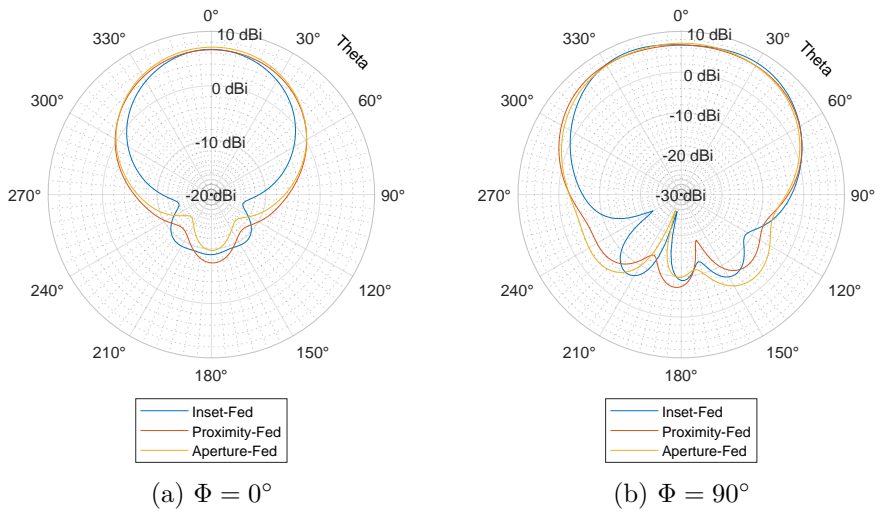 0°
10 dBi
30°
Theta
60°
90°
120°
150°
180°
210°
240°
270°
300°
330°
0 dBi
-10 dBi
-20 dBi
Inset-Fed
Proximity-Fed
Aperture-Fed
(a) Φ = 0°
0°
10 dBi
30°
Theta
60°
90°
120°
150°
180°
210°
240°
270°
300°
330°
0 dBi
-10 dBi
-20 dBi
-30 dBi
Inset-Fed
Proximity-Fed
Aperture-Fed
(b) Φ = 90°